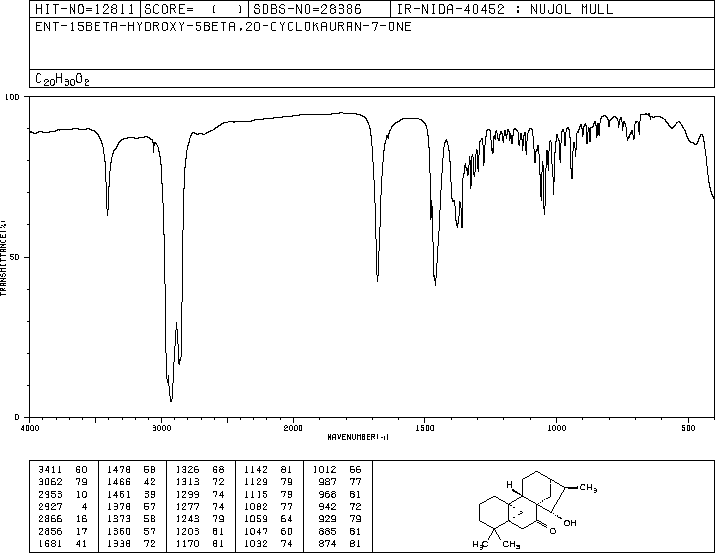 HIT-NO=12811 SCORE= ( ) SDBS-NO=28386 IR-NIDA-40452 : NUJOL MULL
ENT-15BETA-HYDROXY-5BETA,20-CYCLOKAURAN-7-ONE
C20H30O2
100
TRANSMITTANCE(%)
50
0
4000 3000 2000 1500 1000 500
WAVENUMBER(-1)
3411 60 1478 58 1326 68 1142 81 1012 66
3062 79 1466 42 1313 72 1129 79 987 77
2953 10 1461 39 1299 74 1115 79 966 81
2927 4 1378 57 1277 74 1082 77 942 72
2866 16 1373 58 1243 79 1059 64 929 79
2856 17 1360 57 1203 81 1047 60 885 81
1681 41 1338 72 1170 81 1032 74 874 81
H
CH3
OH
O
H3C CH3